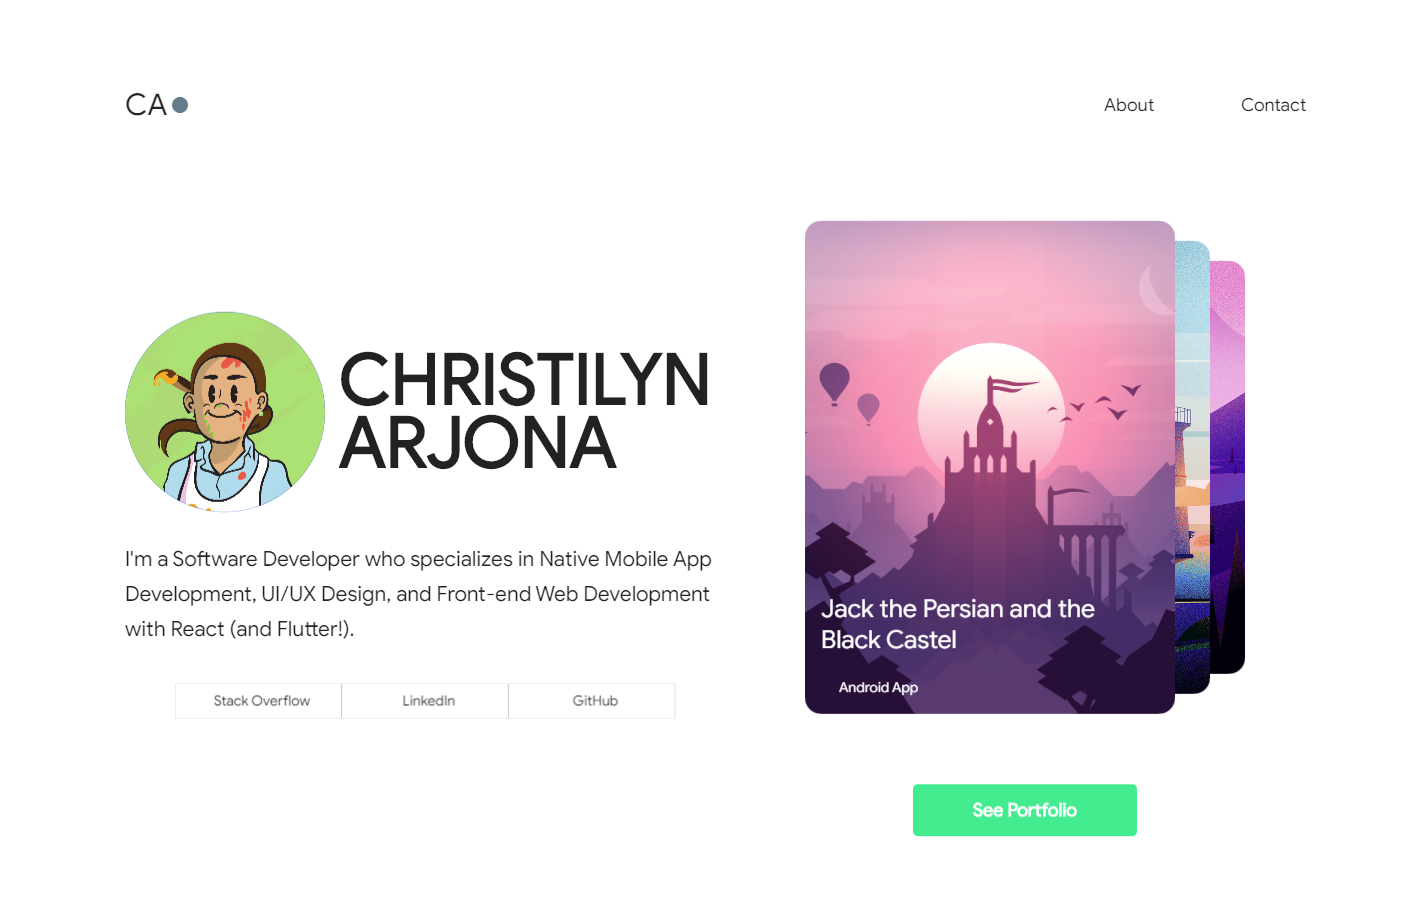 CA
About
Contact
CHRISTILYN
ARJONA
I'm a Software Developer who specializes in Native Mobile App
Development, UI/UX Design, and Front-end Web Development
with React (and Flutter!).
Stack Overflow
LinkedIn
GitHub
Jack the Persian and the
Black Castel
Android App
See Portfolio